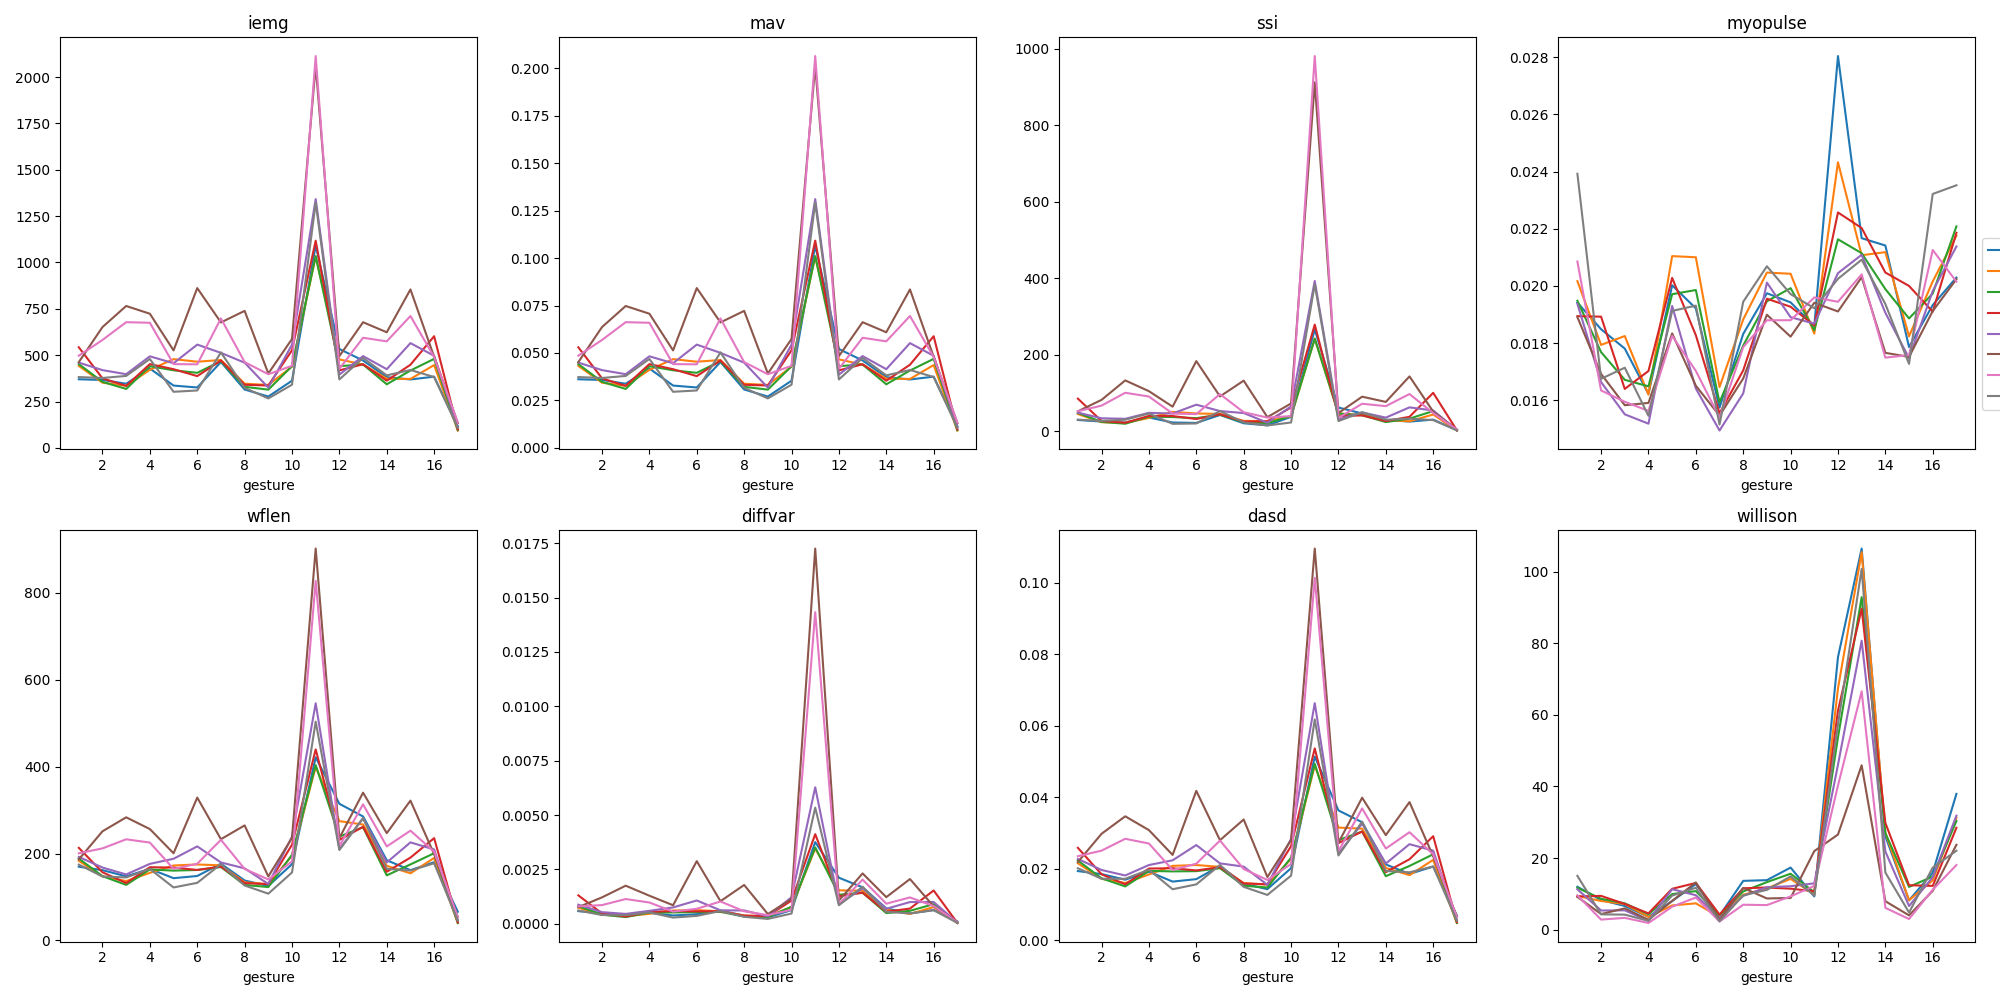 iemg
2000
1750
1500
1250
1000
750
500
250
0
2 4 6 8 10 12 14 16
gesture
mav
0.200
0.175
0.150
0.125
0.100
0.075
0.050
0.025
0.000
2 4 6 8 10 12 14 16
gesture
ssi
1000
800
600
400
200
0
2 4 6 8 10 12 14 16
gesture
myopulse
0.028
0.026
0.024
0.022
0.020
0.018
0.016
2 4 6 8 10 12 14 16
gesture
wflen
800
600
400
200
0
2 4 6 8 10 12 14 16
gesture
diffvar
0.0175
0.0150
0.0125
0.0100
0.0075
0.0050
0.0025
0.0000
2 4 6 8 10 12 14 16
gesture
dasd
0.10
0.08
0.06
0.04
0.02
0.00
2 4 6 8 10 12 14 16
gesture
willison
100
80
60
40
20
0
2 4 6 8 10 12 14 16
gesture